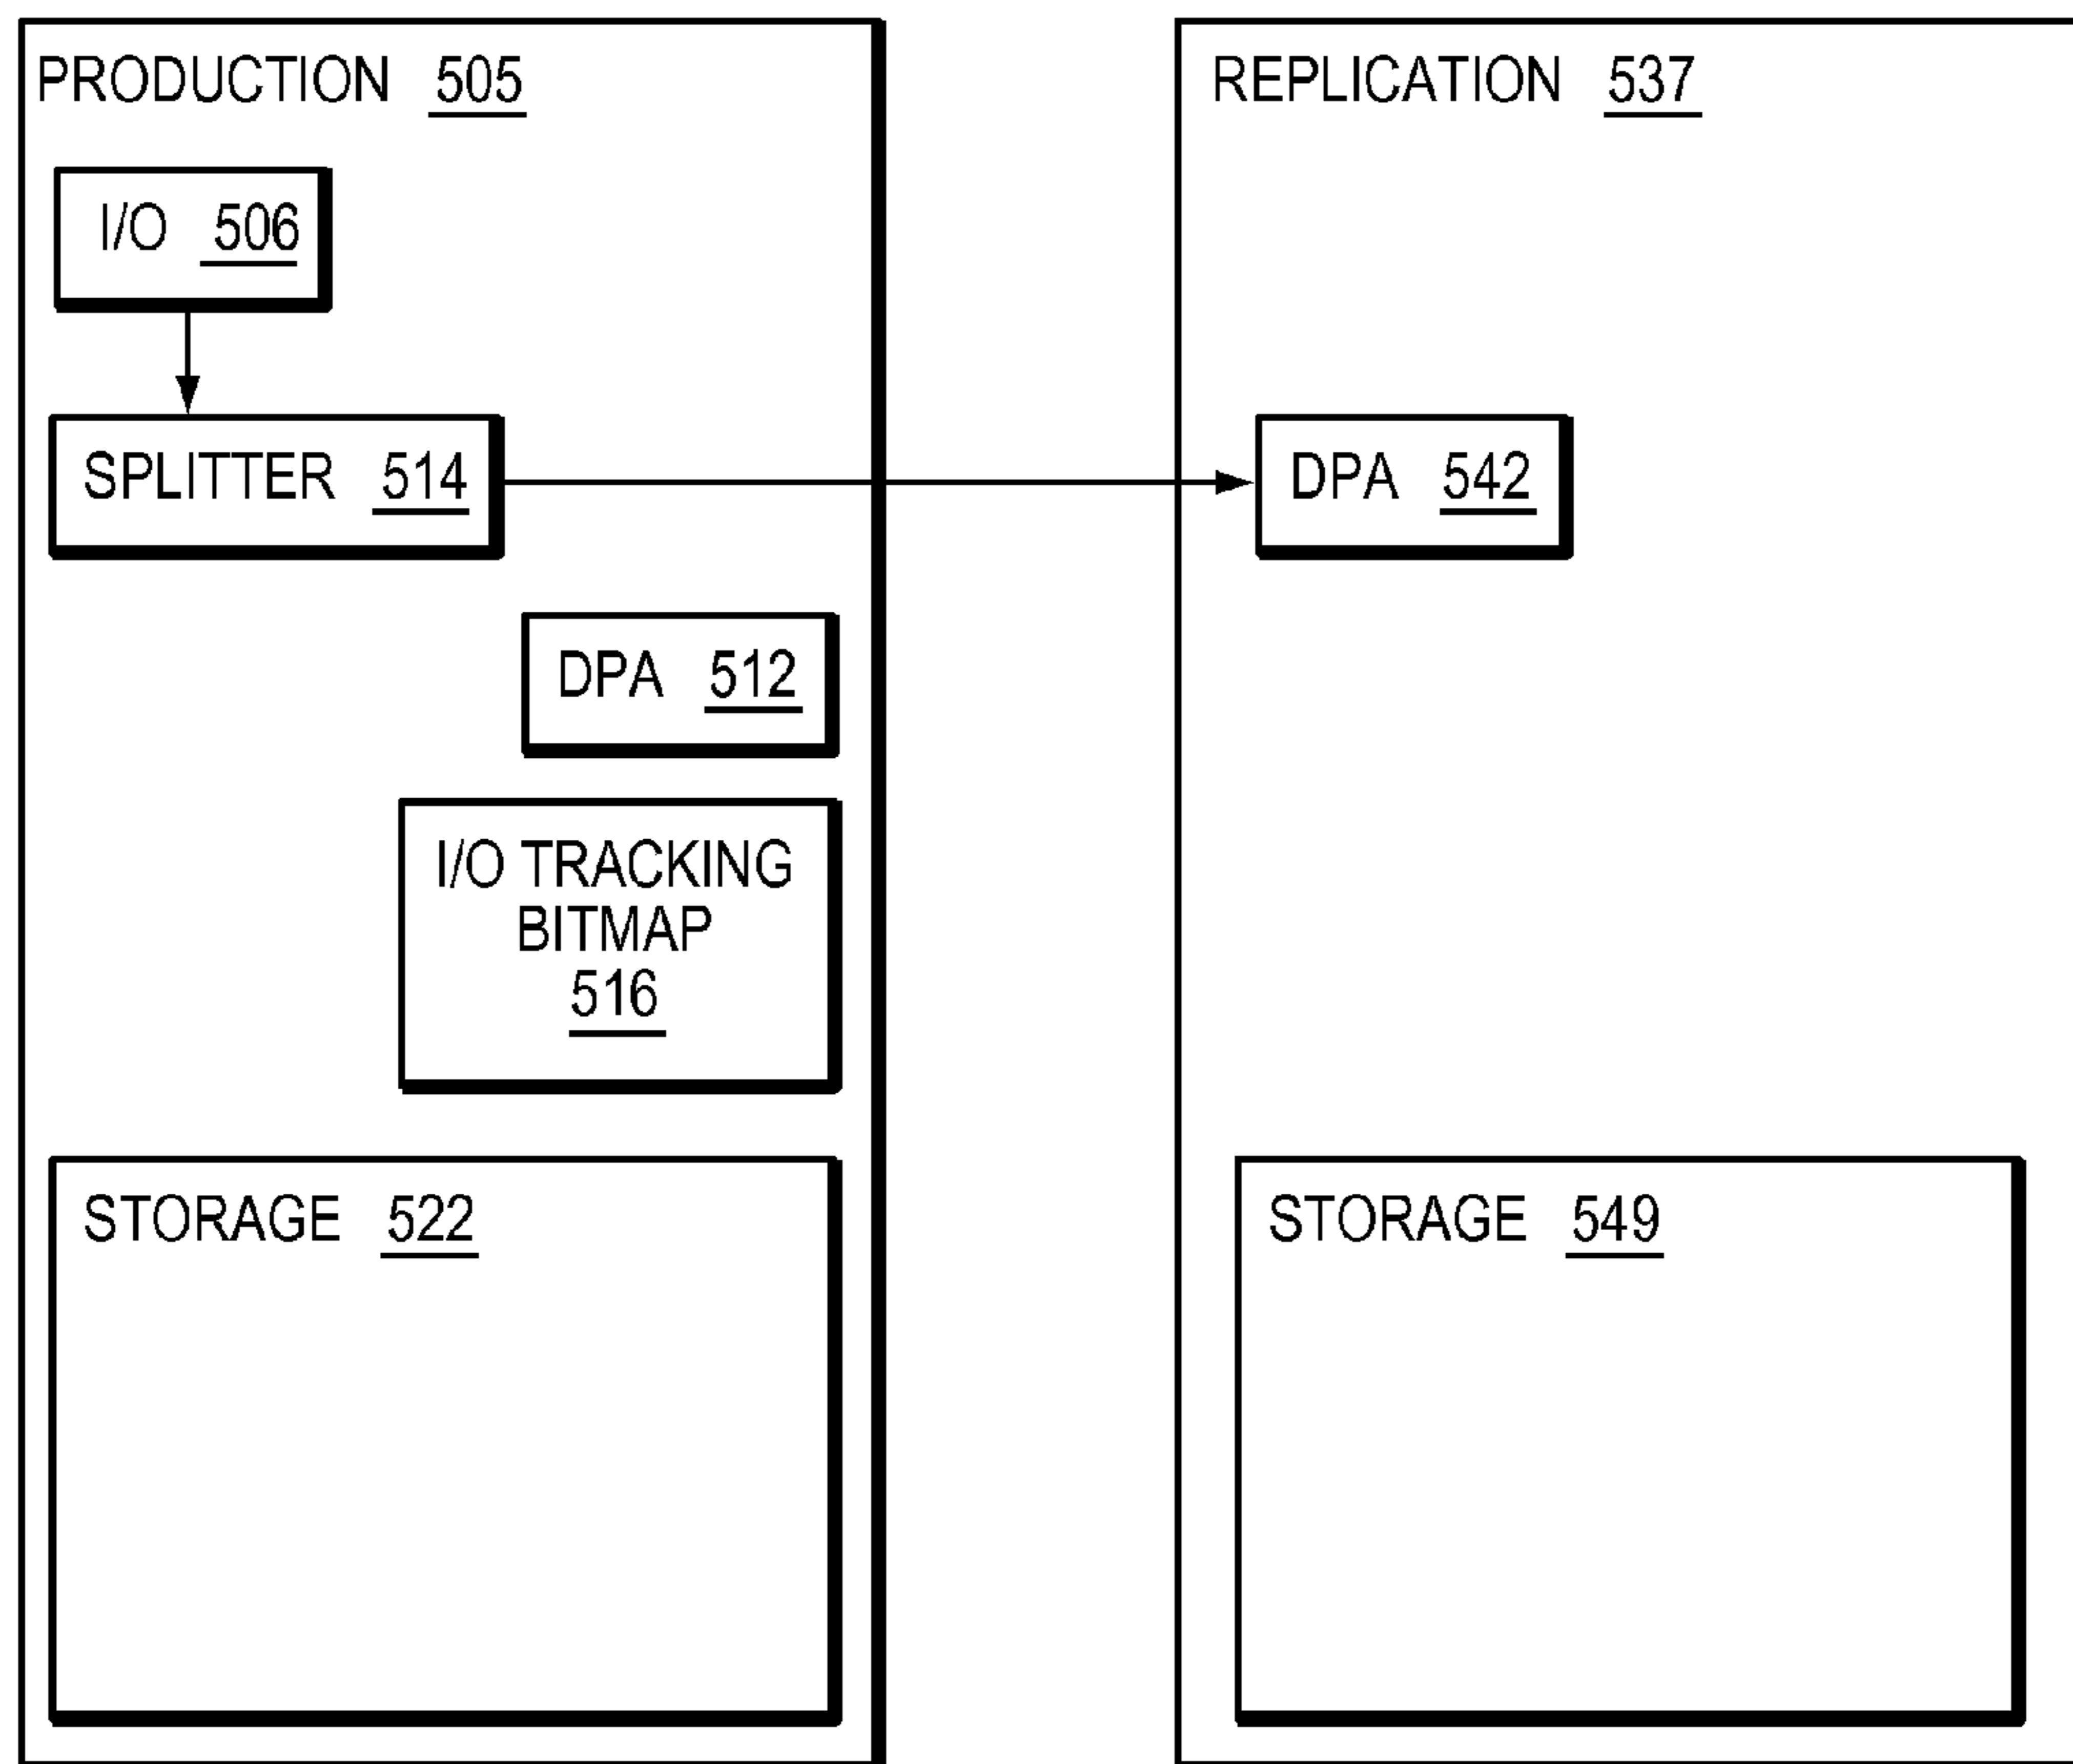 PRODUCTION 505
I/O 506
SPLITTER 514
DPA 512
I/O TRACKING
BITMAP
516
STORAGE 522
REPLICATION 537
DPA 542
STORAGE 549